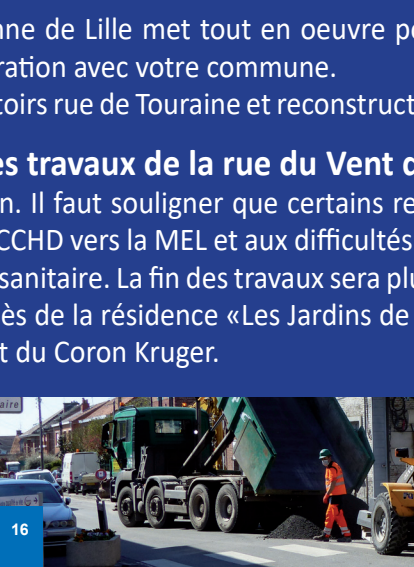 nne de Lille met tout en oeuvre p
ration avec votre commune.
toirs rue de Touraine et reconstruct
es travaux de la rue du Vent d
n. Il faut souligner que certains re
CCHD vers la MEL et aux difficultés
sanitaire. La fin des travaux sera plu
ès de la résidence «Les Jardins de
t du Coron Kruger.
aire
16